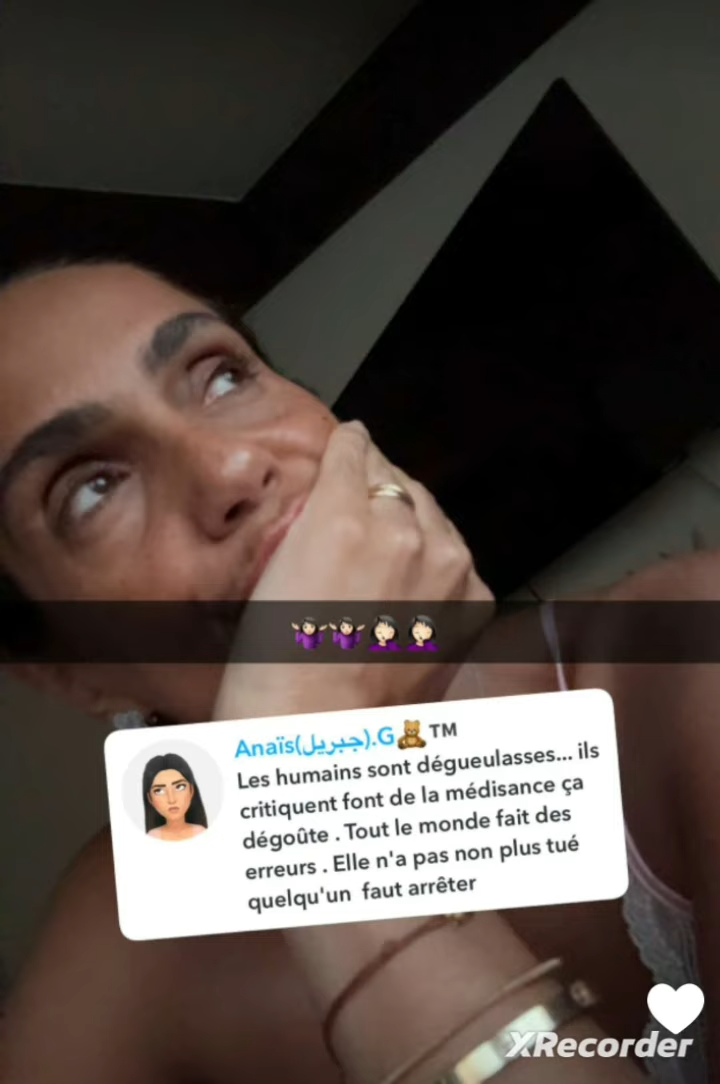 🤷🏻‍♀️🤷🏻‍♀️🤦🏻‍♀️🤦🏻‍♀️
Anaïs(جبريل).G🧸™
Les humains sont dégueulasses... ils
critiquent font de la médisance ça
dégoûte . Tout le monde fait des
erreurs . Elle n'a pas non plus tué
quelqu'un faut arrêter
XRecorder